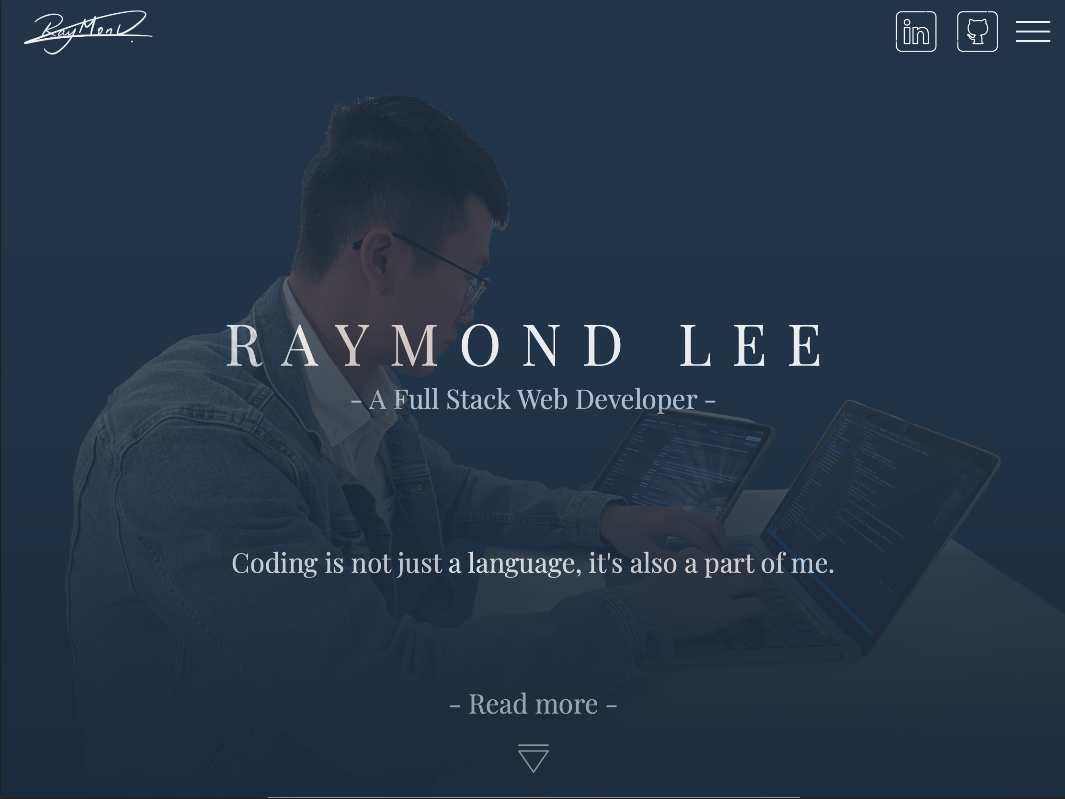 RayMond.
in
RAYMOND LEE
- A Full Stack Web Developer -
Coding is not just a language, it's also a part of me.
- Read more -